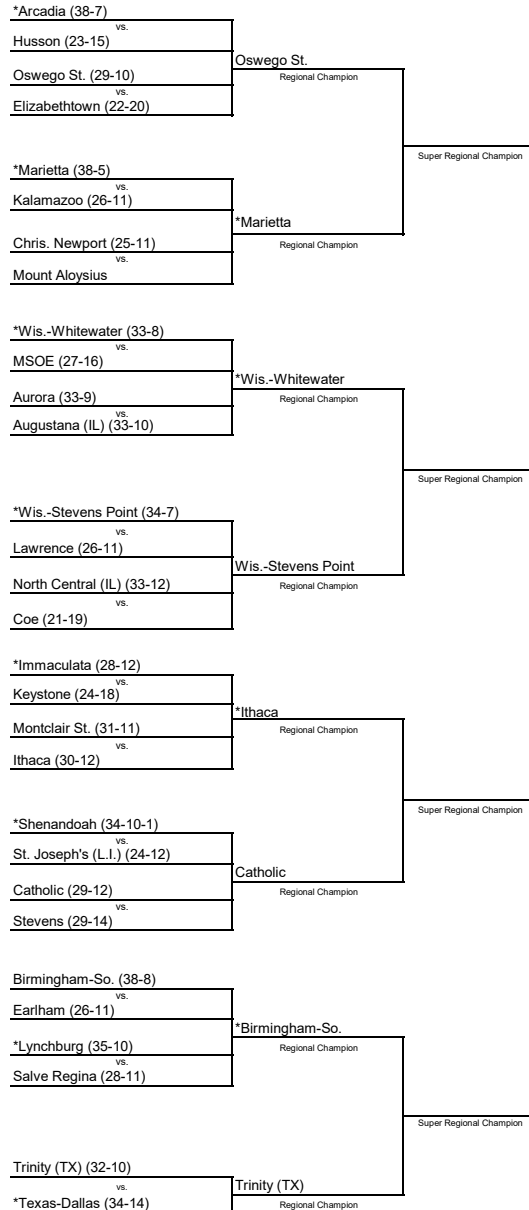 *Arcadia (38-7)
vs.
Husson (23-15)
Oswego St.
Oswego St. (29-10)
Regional Champion
vs.
Elizabethtown (22-20)
Super Regional Champion
*Marietta (38-5)
vs.
Kalamazoo (26-11)
*Marietta
Chris. Newport (25-11)
Regional Champion
vs.
Mount Aloysius
*Wis.-Whitewater (33-8)
vs.
MSOE (27-16)
*Wis.-Whitewater
Aurora (33-9)
Regional Champion
vs.
Augustana (IL) (33-10)
Super Regional Champion
*Wis.-Stevens Point (34-7)
vs.
Lawrence (26-11)
Wis.-Stevens Point
North Central (IL) (33-12)
Regional Champion
vs.
Coe (21-19)
*Immaculata (28-12)
vs.
Keystone (24-18)
*Ithaca
Montclair St. (31-11)
Regional Champion
vs.
Ithaca (30-12)
Super Regional Champion
*Shenandoah (34-10-1)
vs.
St. Joseph's (L.I.) (24-12)
Catholic
Catholic (29-12)
Regional Champion
vs.
Stevens (29-14)
Birmingham-So. (38-8)
vs.
Earlham (26-11)
*Birmingham-So.
*Lynchburg (35-10)
Regional Champion
vs.
Salve Regina (28-11)
Super Regional Champion
Trinity (TX) (32-10)
vs.
Trinity (TX)
*Texas-Dallas (34-14)
Regional Champion